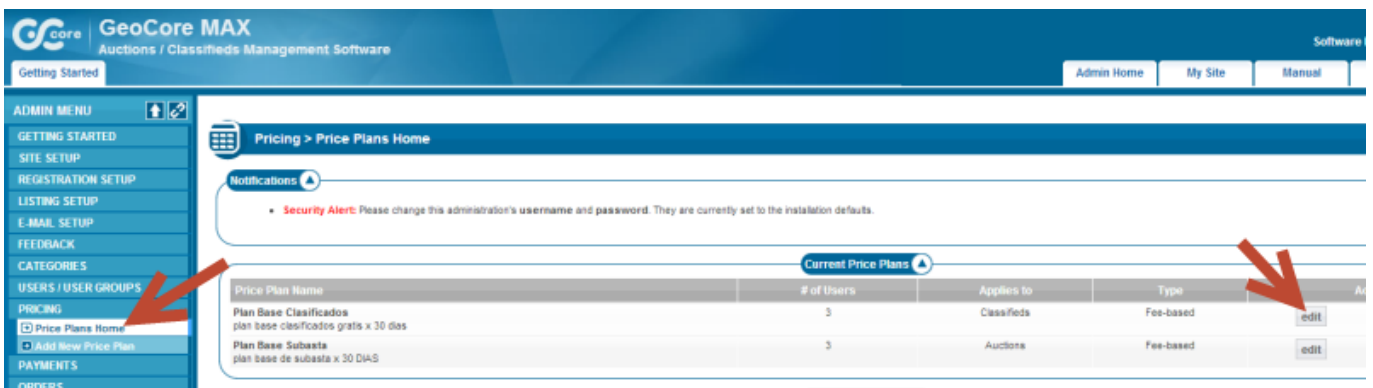 core GeoCore MAX
Auctions / Classifieds Management Software
Software
Getting Started
Admin Home My Site Manual
ADMIN MENU
GETTING STARTED
SITE SETUP
REGISTRATION SETUP
LISTING SETUP
E-MAIL SETUP
FEEDBACK
CATEGORIES
USERS / USER GROUPS
PRICING
Price Plans Home
Add New Price Plan
PAYMENTS
ORDERS
Pricing > Price Plans Home
Notifications
Security Alert: Please change this administration's username and password. They are currently set to the installation defaults.
Current Price Plans
Price Plan Name # of Users Applies to Type
Plan Base Clasificados 3 Classifieds Fee-based edit
plan base clasificados gratis x 30 dias
Plan Base Subasta 3 Auctions Fee-based edit
plan base de subasta x 30 DIAS